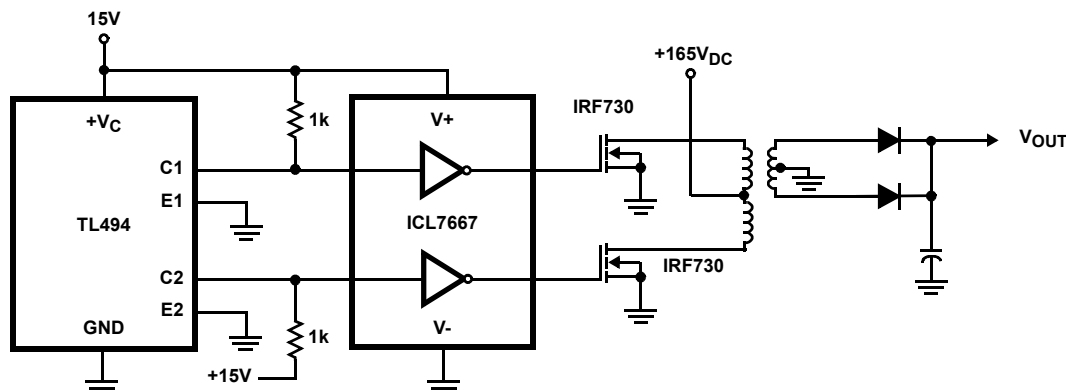 15V
+165VDC
+VC
1k
V+
IRF730
C1
VOUT
E1
TL494
ICL7667
C2
IRF730
E2
GND
1k
V-
+15V